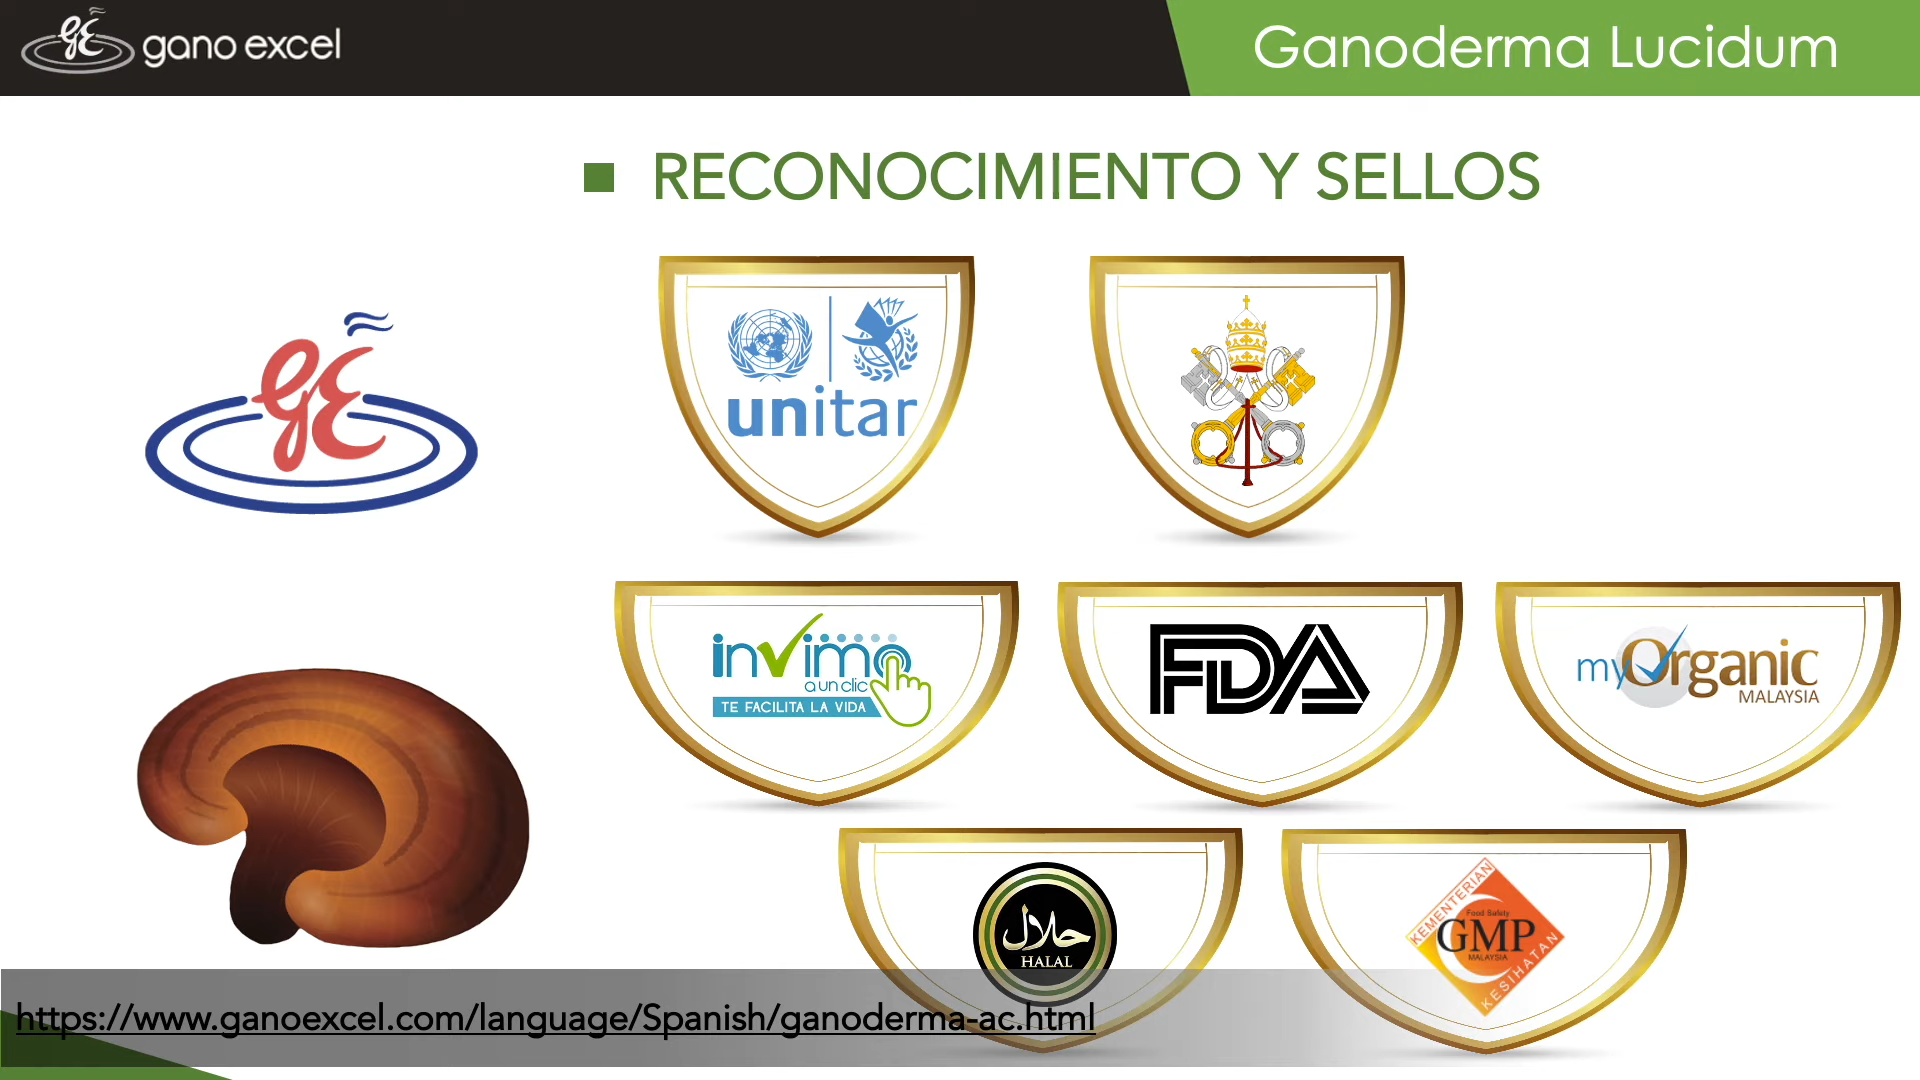 gano excel
Ganoderma Lucidum
RECONOCIMIENTO Y SELLOS
unitar
invima
a un clic
TE FACILITA LA VIDA
FDA
myOrganic
MALAYSIA
حلال
HALAL
KEMENTERIAN
Food Safety
GMP
MALAYSIA
KESIHATAN
https://www.ganoexcel.com/language/Spanish/ganoderma-ac.html